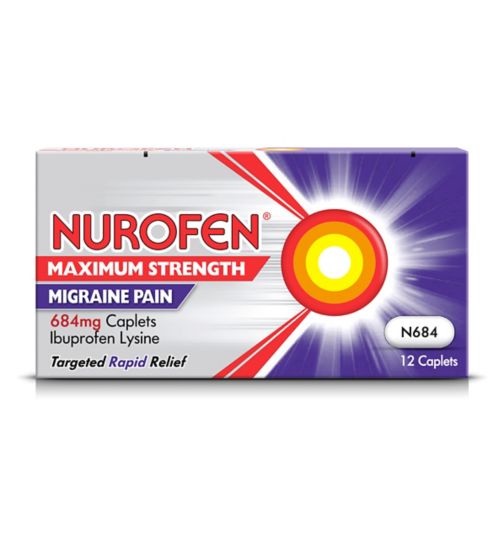 NUROFEN®
MAXIMUM STRENGTH
MIGRAINE PAIN
684mg Caplets
Ibuprofen Lysine
Targeted Rapid Relief
N684
12 Caplets